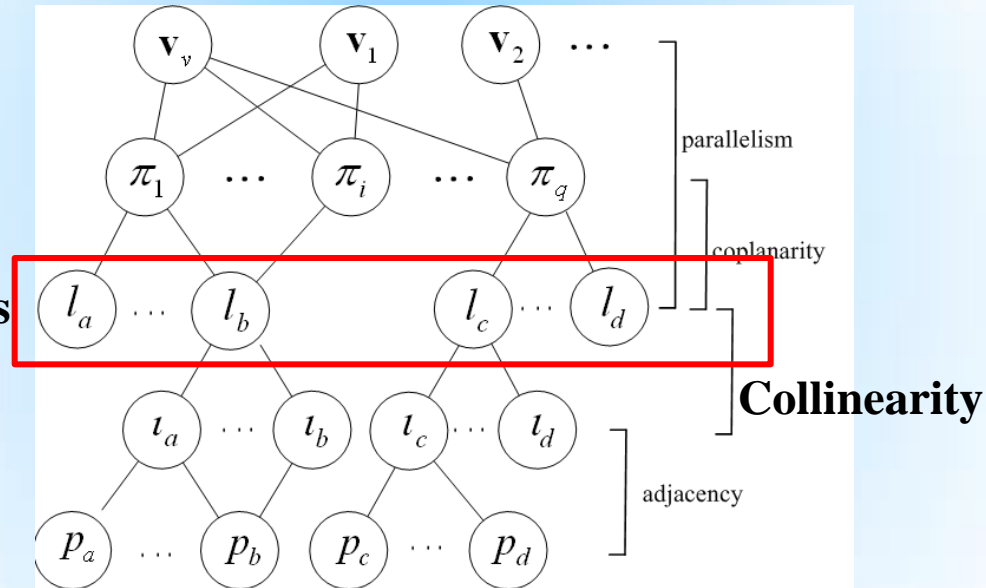 v_v v_1 v_2 ...
parallelism
π_1 ... π_i ... π_q
coplanarity
s
l_a ... l_b l_c ... l_d
Collinearity
ι_a ... ι_b ι_c ... ι_d
adjacency
p_a ... p_b p_c ... p_d